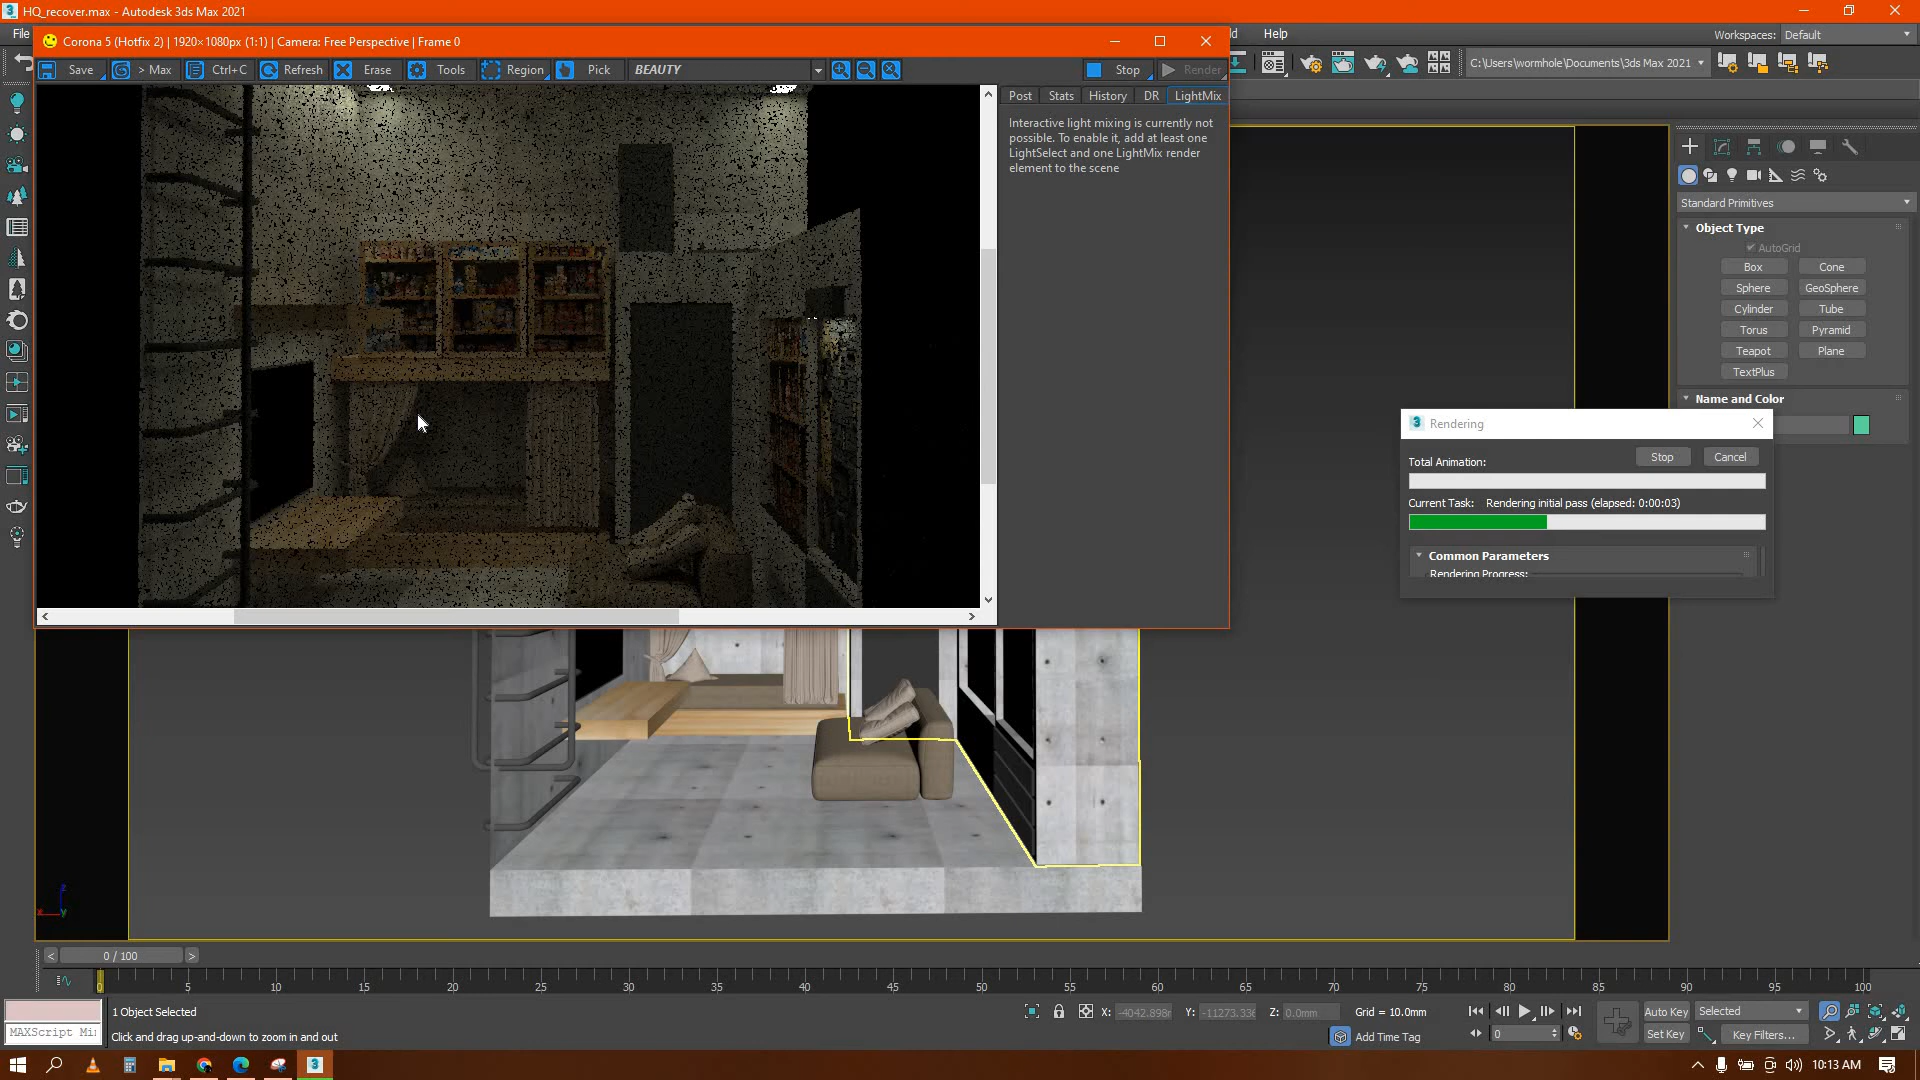 HQ_recover.max - Autodesk 3ds Max 2021
File
Help
Workspaces: Default
Corona 5 (Hotfix 2) | 1920×1080px (1:1) | Camera: Free Perspective | Frame 0
Save
> Max
Ctrl+C
Refresh
Erase
Tools
Region
Pick
BEAUTY
Stop
Render
C:\Users\wormhole\Documents\3ds Max 2021
Post
Stats
History
DR
LightMix
Interactive light mixing is currently not
possible. To enable it, add at least one
LightSelect and one LightMix render
element to the scene
Standard Primitives
Object Type
AutoGrid
Box
Cone
Sphere
GeoSphere
Cylinder
Tube
Torus
Pyramid
Teapot
Plane
TextPlus
Name and Color
Rendering
Total Animation:
Stop
Cancel
Current Task:
Rendering initial pass (elapsed: 0:00:03)
Common Parameters
Rendering Progress:
z
x
y
< 0 / 100 >
0
5
10
15
20
25
30
35
40
45
50
55
60
65
70
75
80
85
90
95
100
1 Object Selected
X:
Y:
Z: 0.0mm
Grid = 10.0mm
Auto Key
Selected
MAXScript Mi
Click and drag up-and-down to zoom in and out
Add Time Tag
0
Set Key
Key Filters...
10:13 AM